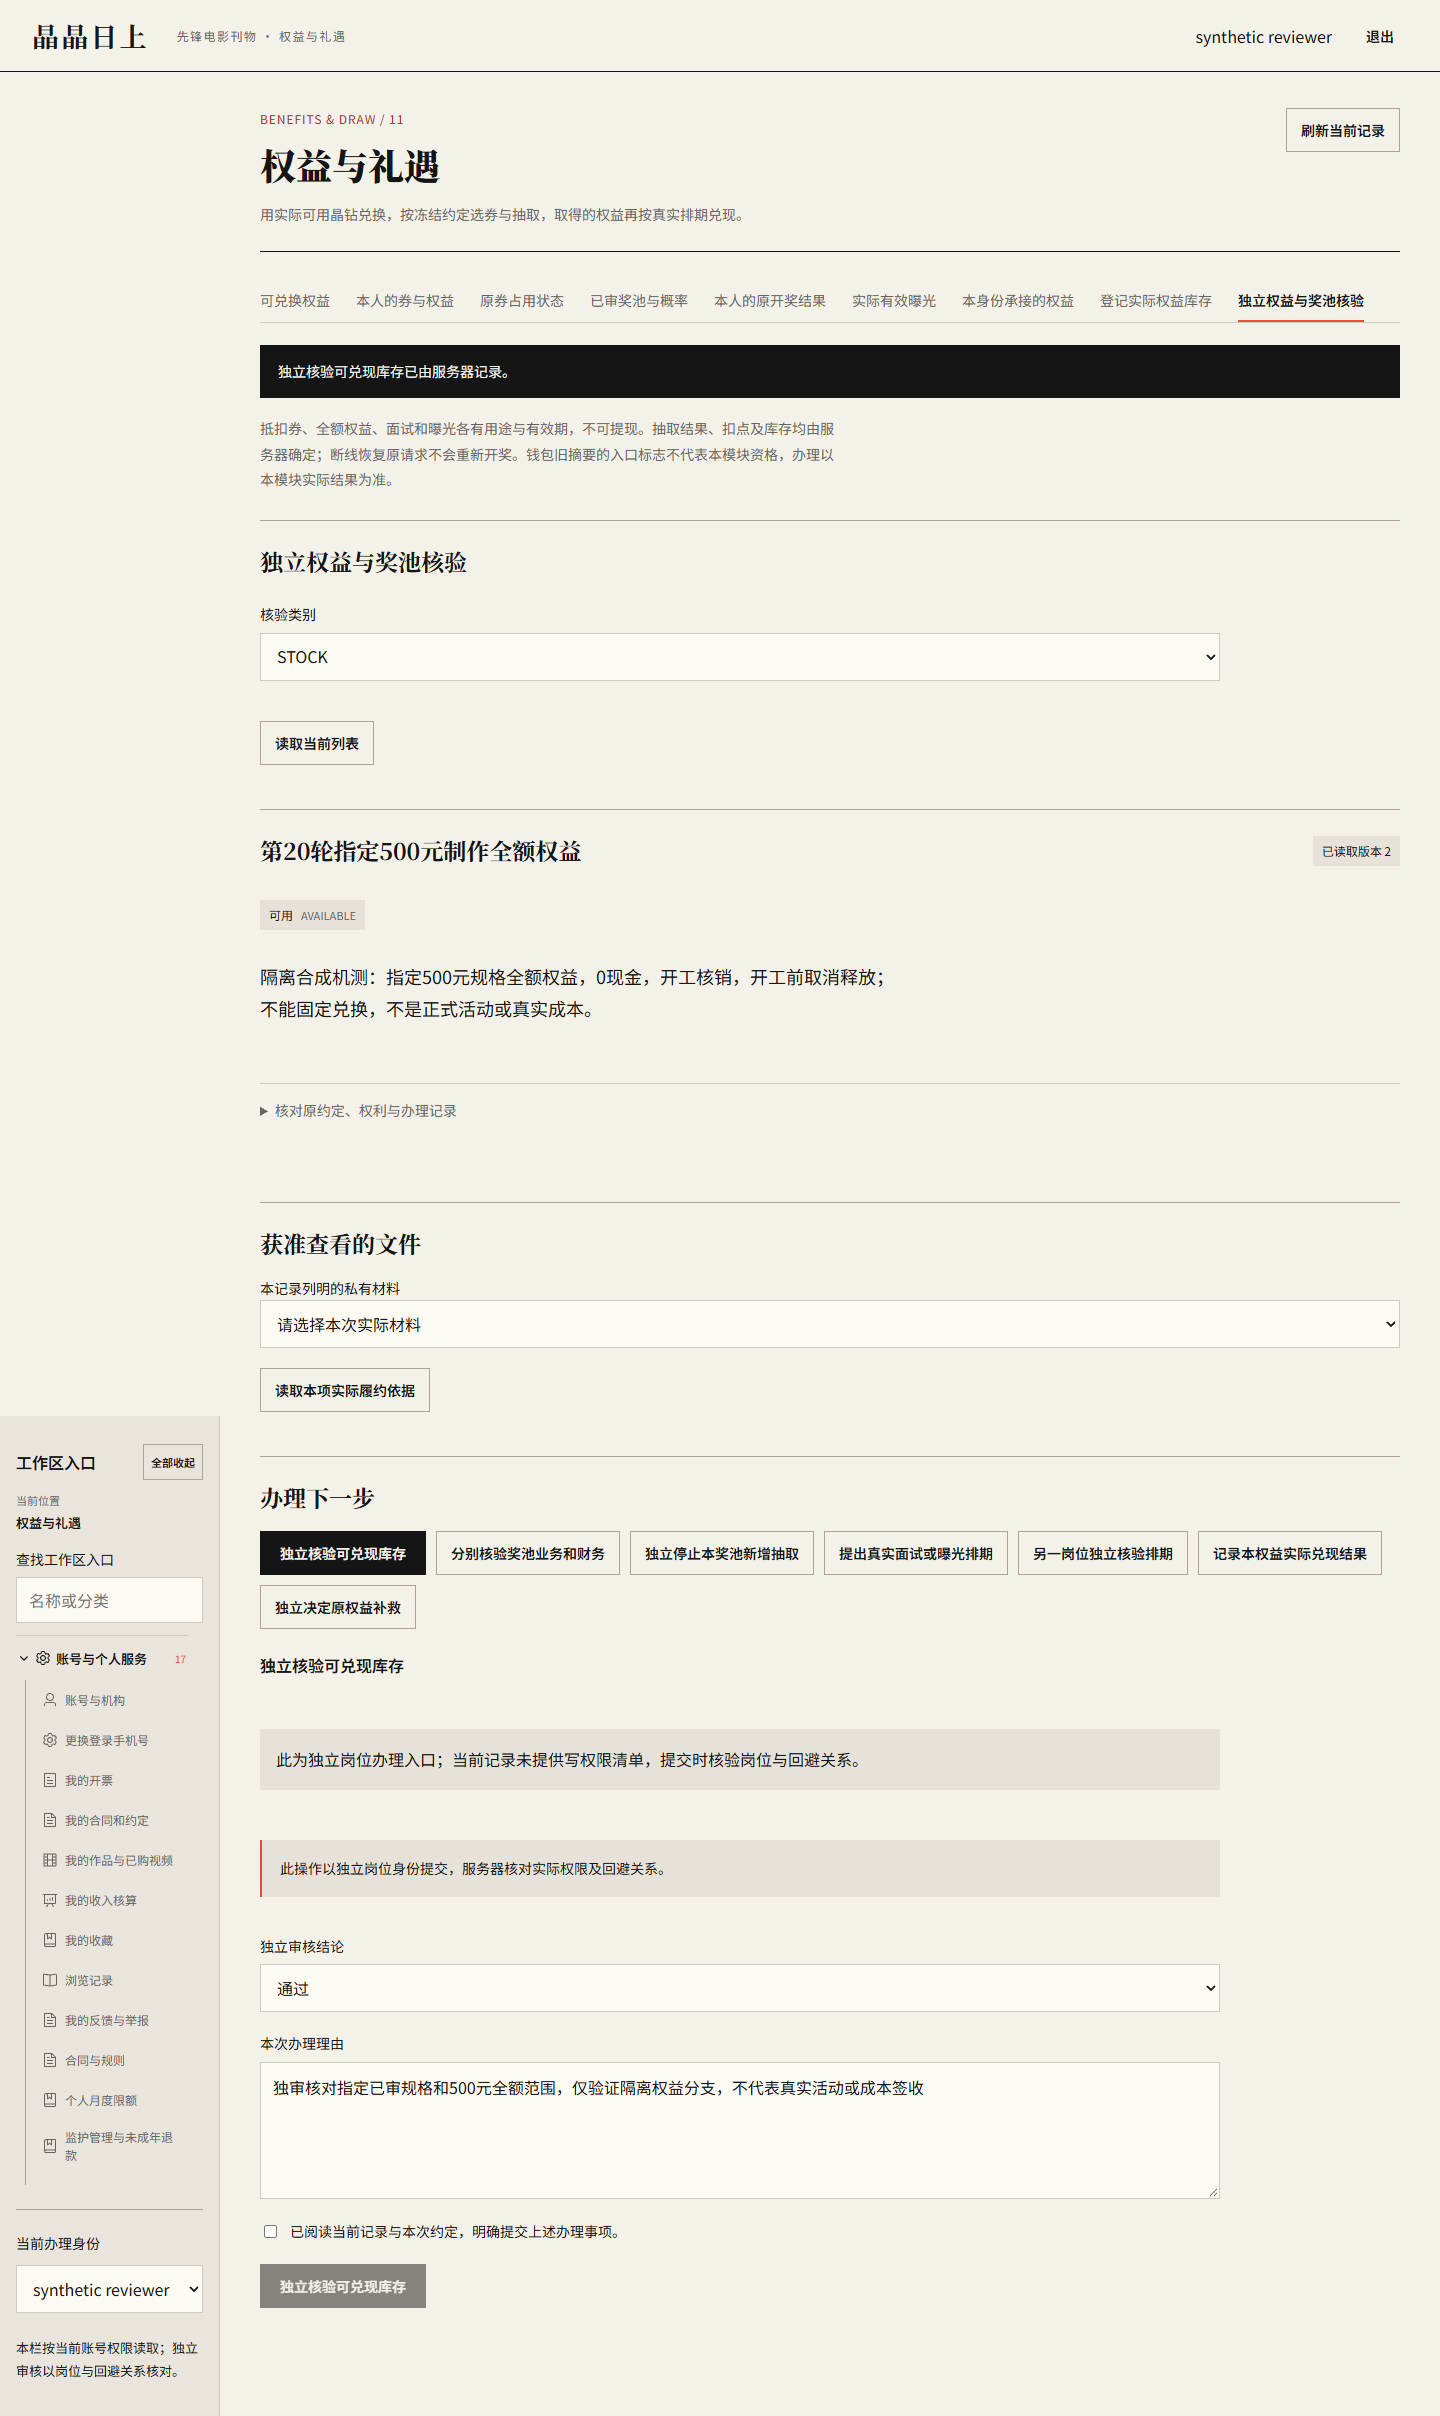 晶晶日上
先锋电影刊物 • 权益与礼遇
synthetic reviewer
退出
BENEFITS & DRAW / 11
权益与礼遇
刷新当前记录
用实际可用晶钻兑换，按冻结约定选券与抽取，取得的权益再按真实排期兑现。
可兑换权益 本人的券与权益 原券占用状态 已审奖池与概率 本人的原开奖结果 实际有效曝光 本身份承接的权益 登记实际权益库存 独立权益与奖池核验
独立核验可兑现库存已由服务器记录。
抵扣券、全额权益、面试和曝光各有用途与有效期，不可提现。抽取结果、扣点及库存均由服
务器确定；断线恢复原请求不会重新开奖。钱包旧摘要的入口标志不代表本模块资格，办理以
本模块实际结果为准。
独立权益与奖池核验
核验类别
STOCK
读取当前列表
第20轮指定500元制作全额权益
已读取版本 2
可用 AVAILABLE
隔离合成机测：指定500元规格全额权益，0现金，开工核销，开工前取消释放；
不能固定兑换，不是正式活动或真实成本。
核对原约定、权利与办理记录
获准查看的文件
本记录列明的私有材料
请选择本次实际材料
读取本项实际履约依据
办理下一步
独立核验可兑现库存 分别核验奖池业务和财务 独立停止本奖池新增抽取 提出真实面试或曝光排期 另一岗位独立核验排期 记录本权益实际兑现结果
独立决定原权益补救
独立核验可兑现库存
此为独立岗位办理入口；当前记录未提供写权限清单，提交时核验岗位与回避关系。
此操作以独立岗位身份提交，服务器核对实际权限及回避关系。
独立审核结论
通过
本次办理理由
独审核对指定已审规格和500元全额范围，仅验证隔离权益分支，不代表真实活动或成本签收
已阅读当前记录与本次约定，明确提交上述办理事项。
独立核验可兑现库存
工作区入口
全部收起
当前位置
权益与礼遇
查找工作区入口
名称或分类
账号与个人服务 17
账号与机构
更换登录手机号
我的开票
我的合同和约定
我的作品与已购视频
我的收入核算
我的收藏
浏览记录
我的反馈与举报
合同与规则
个人月度限额
监护管理与未成年退
款
当前办理身份
synthetic reviewer
本栏按当前账号权限读取；独立
审核以岗位与回避关系核对。